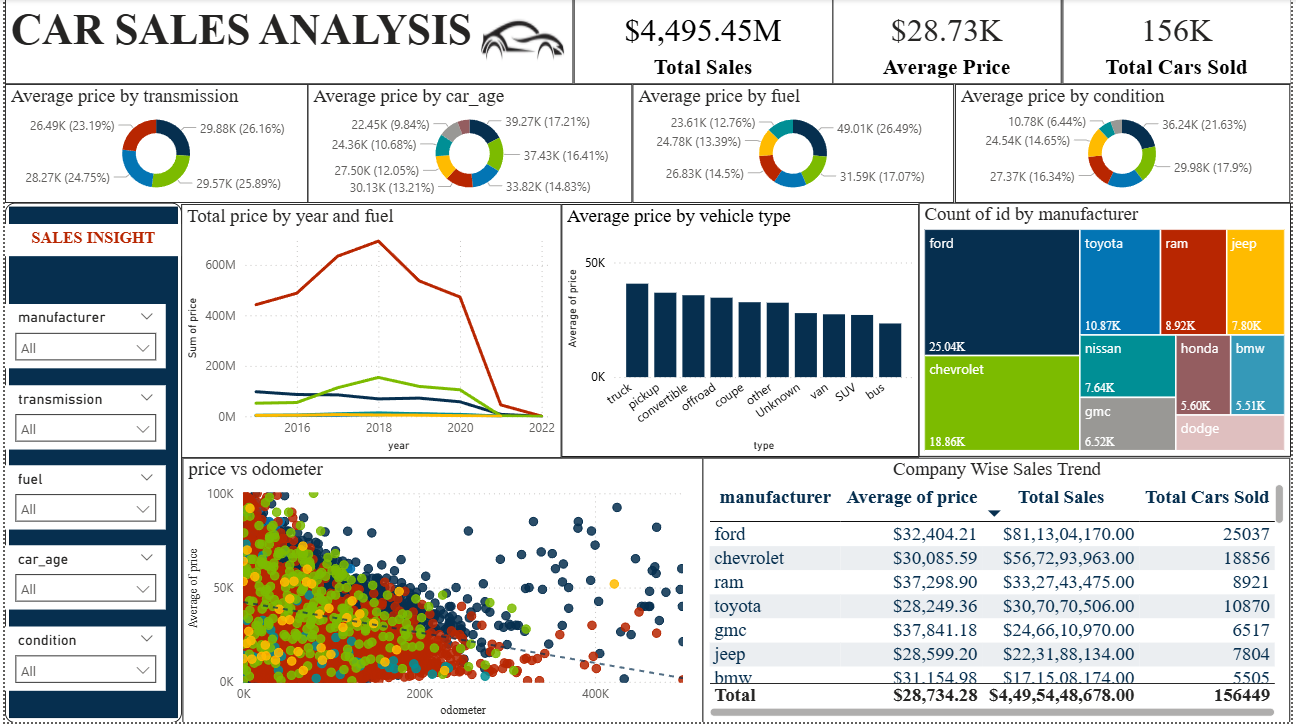 CAR SALES ANALYSIS
$4,495.45M
Total Sales
$28.73K
Average Price
156K
Total Cars Sold
Average price by transmission
26.49K (23.19%)
29.88K (26.16%)
28.27K (24.75%)
29.57K (25.89%)
Average price by car_age
22.45K (9.84%)
39.27K (17.21%)
24.36K (10.68%)
37.43K (16.41%)
27.50K (12.05%)
30.13K (13.21%)
33.82K (14.83%)
Average price by fuel
23.61K (12.76%)
49.01K (26.49%)
24.78K (13.39%)
26.83K (14.5%)
31.59K (17.07%)
Average price by condition
10.78K (6.44%)
36.24K (21.63%)
24.54K (14.65%)
29.98K (17.9%)
27.37K (16.34%)
SALES INSIGHT
manufacturer
All
transmission
All
fuel
All
car_age
All
condition
All
Total price by year and fuel
Sum of price
600M
400M
200M
0M
2016 2018 2020 2022
year
Average price by vehicle type
Average of price
50K
0K
truck pickup convertible offroad coupe other Unknown van SUV bus
type
Count of id by manufacturer
ford
25.04K
chevrolet
18.86K
toyota
10.87K
ram
8.92K
jeep
7.80K
nissan
7.64K
gmc
6.52K
honda
5.60K
bmw
5.51K
dodge
price vs odometer
Average of price
100K
50K
0K
0K 200K 400K
odometer
Company Wise Sales Trend
manufacturer Average of price Total Sales Total Cars Sold
ford $32,404.21 $81,13,04,170.00 25037
chevrolet $30,085.59 $56,72,93,963.00 18856
ram $37,298.90 $33,27,43,475.00 8921
toyota $28,249.36 $30,70,70,506.00 10870
gmc $37,841.18 $24,66,10,970.00 6517
jeep $28,599.20 $22,31,88,134.00 7804
bmw $31,154.98 $17,15,08,174.00 5505
Total $28,734.28 $4,49,54,48,678.00 156449